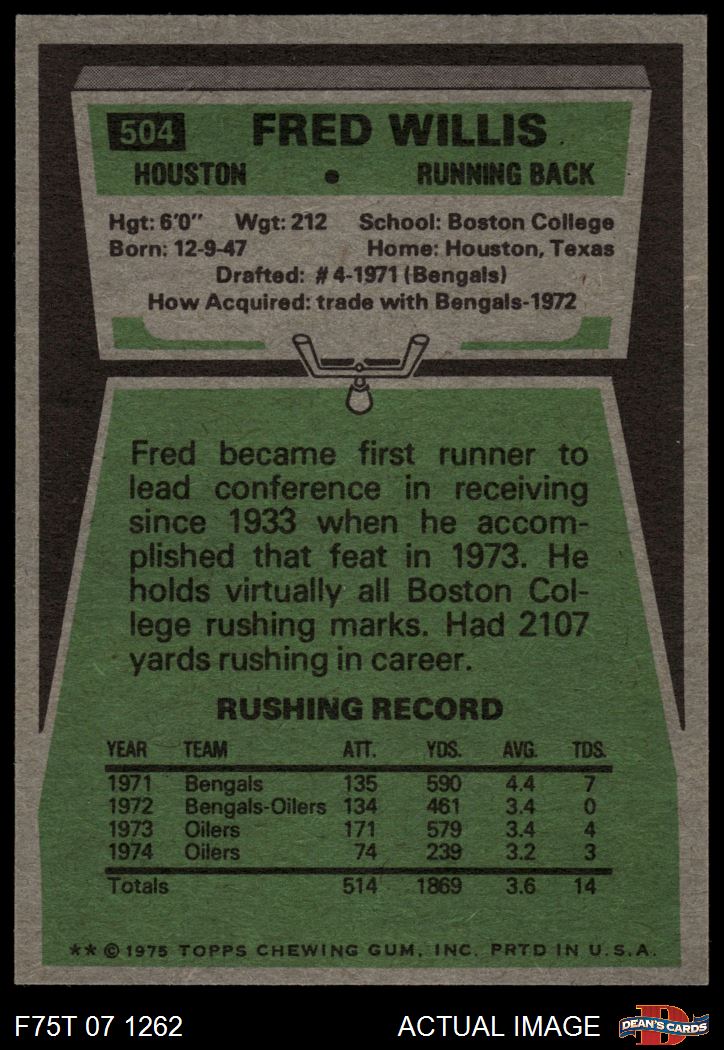 504 FRED WILLIS
HOUSTON • RUNNING BACK
Hgt: 6'0" Wgt: 212 School: Boston College
Born: 12-9-47 Home: Houston, Texas
Drafted: #4-1971 (Bengals)
How Acquired: trade with Bengals-1972
Fred became first runner to
lead conference in receiving
since 1933 when he accom-
plished that feat in 1973. He
holds virtually all Boston Col-
lege rushing marks. Had 2107
yards rushing in career.
RUSHING RECORD
YEAR TEAM ATT. YDS. AVG. TDS.
1971 Bengals 135 590 4.4 7
1972 Bengals-Oilers 134 461 3.4 0
1973 Oilers 171 579 3.4 4
1974 Oilers 74 239 3.2 3
Totals 514 1869 3.6 14
** © 1975 TOPPS CHEWING GUM, INC. PRTD IN U.S.A.
F75T 07 1262 ACTUAL IMAGE D DEAN'S CARDS